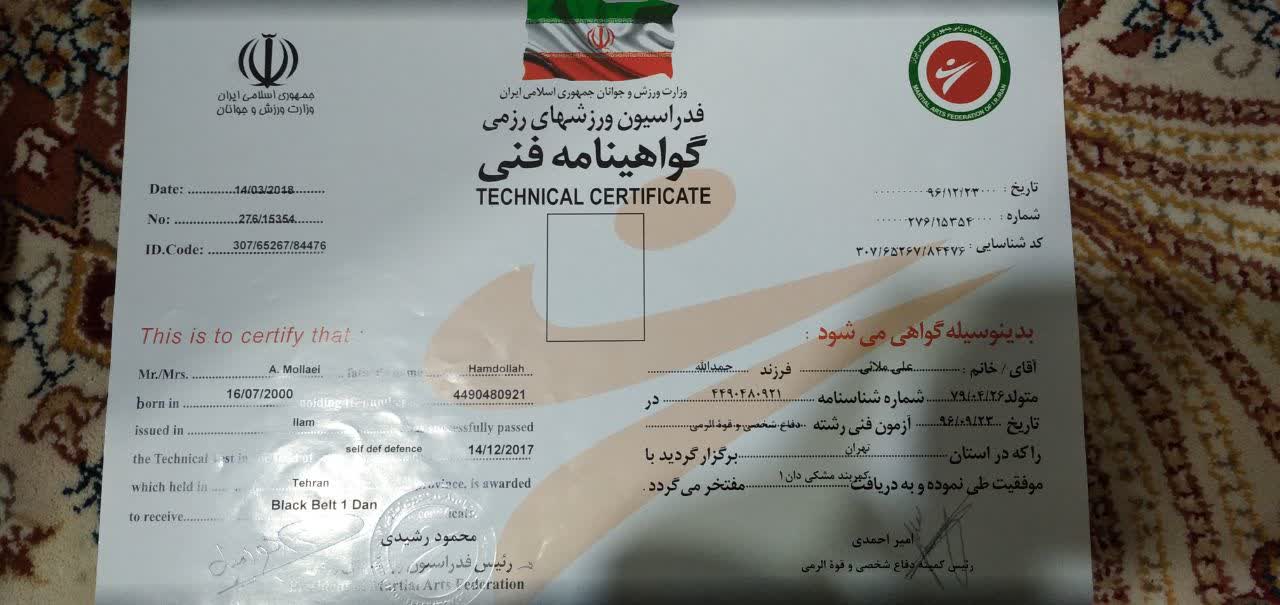 جمهوری اسلامی ایران
وزارت ورزش و جوانان
وزارت ورزش و جوانان جمهوری اسلامی ایران
فدراسیون ورزشهای رزمی
گواهینامه فنی
TECHNICAL CERTIFICATE
MARTIAL ARTS FEDERATION OF I.R.IRAN
Date: 14/03/2018
No: 276/15354
ID.Code: 307/65267/84476
تاریخ : ۹۶/۱۲/۲۳
شماره : ۲۷۶/۱۵۳۵۴
کد شناسایی : ۳۰۷/۶۵۲۶۷/۸۴۴۷۶
This is to certify that :
Mr./Mrs. A. Mollaei Hamdollah
born in 16/07/2000 4490480921
issued in Ilam successfully passed
the Technical test in self def defence 14/12/2017
which held in Tehran province, is awarded
to receive Black Belt 1 Dan
بدینوسیله گواهی می شود :
آقای / خانم : علی ملائی فرزند حمدالله
متولد ۷۹/۰۴/۲۶ شماره شناسنامه ۴۴۹۰۴۸۰۹۲۱ در
تاریخ ۹۶/۰۹/۲۳ آزمون فنی رشته دفاع شخصی و قوة الرمی
را که در استان تهران برگزار گردید با
موفقیت طی نموده و به دریافت کمربند مشکی دان ۱ مفتخر می گردد .
محمود رشیدی
رئیس فدراسیون
Martial Arts Federation
امیر احمدی
رئیس کمیته دفاع شخصی و قوة الرمی